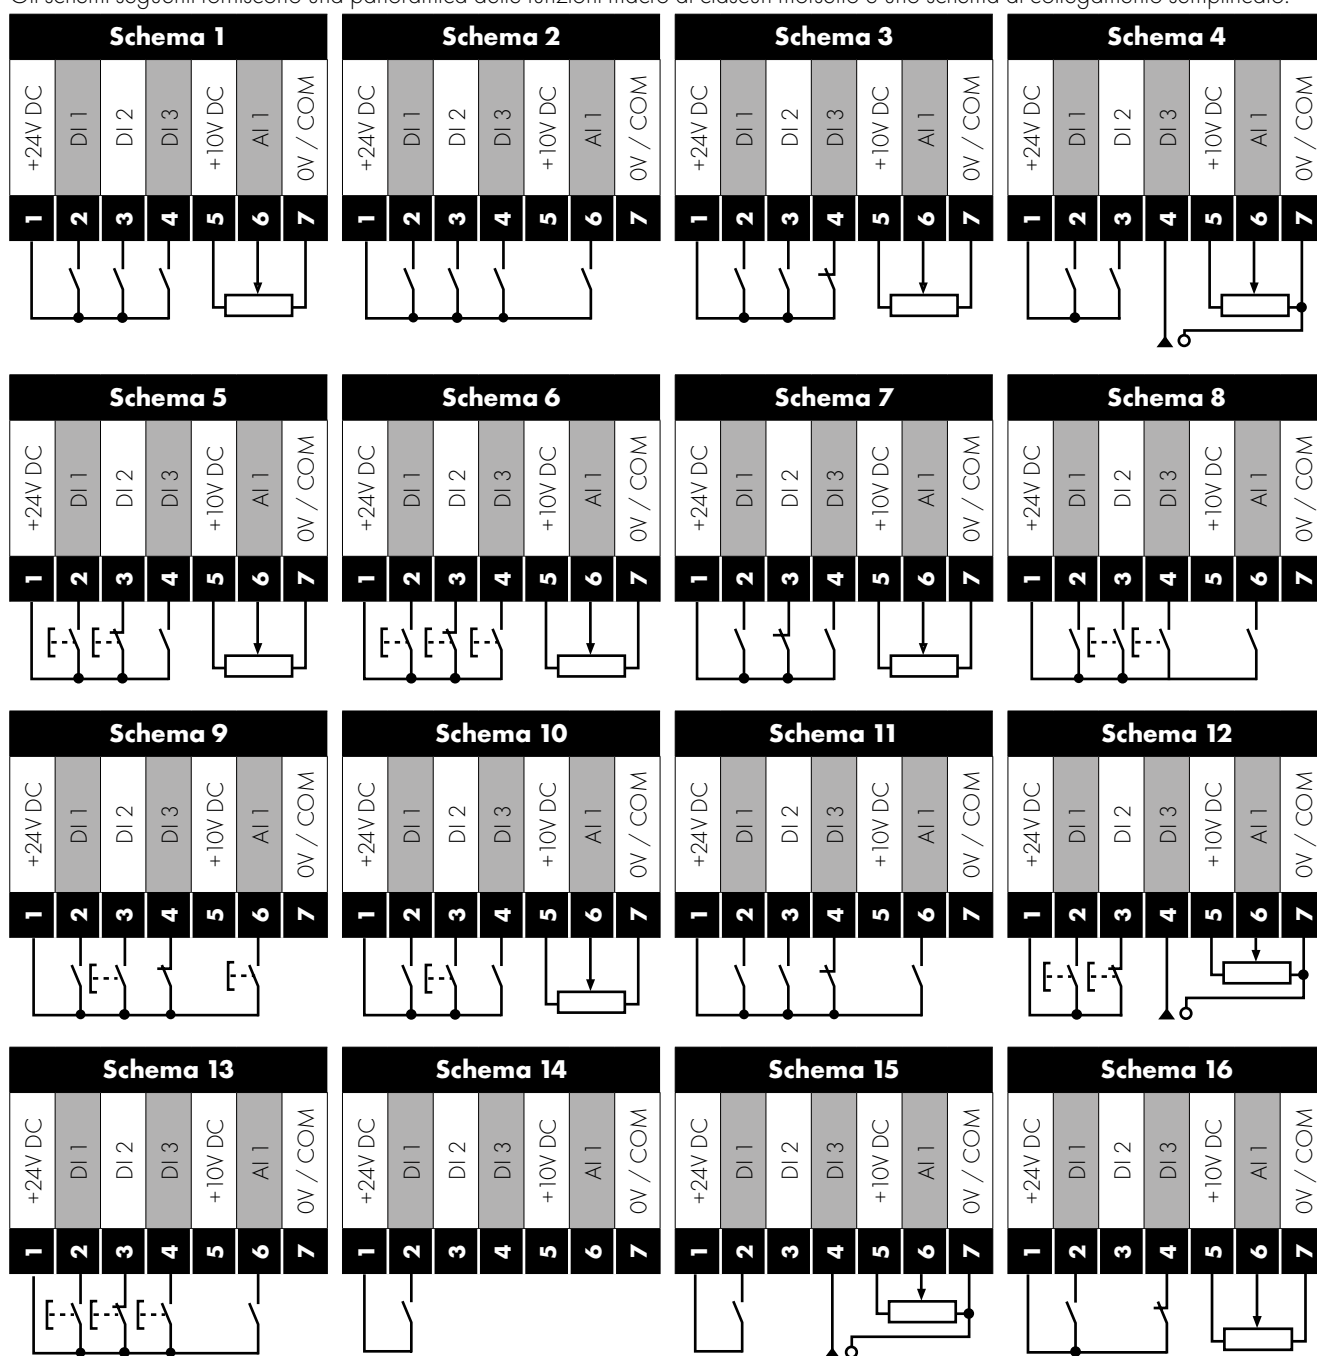 Gli schemi seguenti forniscono una panoramica delle funzioni macro di ciascun morsetto e uno schema di collegamento semplificato.
Schema 1
+24V DC
DI 1
DI 2
DI 3
+10V DC
AI 1
0V / COM
1 2 3 4 5 6 7
Schema 2
+24V DC
DI 1
DI 2
DI 3
+10V DC
AI 1
0V / COM
1 2 3 4 5 6 7
Schema 3
+24V DC
DI 1
DI 2
DI 3
+10V DC
AI 1
0V / COM
1 2 3 4 5 6 7
Schema 4
+24V DC
DI 1
DI 2
DI 3
+10V DC
AI 1
0V / COM
1 2 3 4 5 6 7
Schema 5
+24V DC
DI 1
DI 2
DI 3
+10V DC
AI 1
0V / COM
1 2 3 4 5 6 7
Schema 6
+24V DC
DI 1
DI 2
DI 3
+10V DC
AI 1
0V / COM
1 2 3 4 5 6 7
Schema 7
+24V DC
DI 1
DI 2
DI 3
+10V DC
AI 1
0V / COM
1 2 3 4 5 6 7
Schema 8
+24V DC
DI 1
DI 2
DI 3
+10V DC
AI 1
0V / COM
1 2 3 4 5 6 7
Schema 9
+24V DC
DI 1
DI 2
DI 3
+10V DC
AI 1
0V / COM
1 2 3 4 5 6 7
Schema 10
+24V DC
DI 1
DI 2
DI 3
+10V DC
AI 1
0V / COM
1 2 3 4 5 6 7
Schema 11
+24V DC
DI 1
DI 2
DI 3
+10V DC
AI 1
0V / COM
1 2 3 4 5 6 7
Schema 12
+24V DC
DI 1
DI 2
DI 3
+10V DC
AI 1
0V / COM
1 2 3 4 5 6 7
Schema 13
+24V DC
DI 1
DI 2
DI 3
+10V DC
AI 1
0V / COM
1 2 3 4 5 6 7
Schema 14
+24V DC
DI 1
DI 2
DI 3
+10V DC
AI 1
0V / COM
1 2 3 4 5 6 7
Schema 15
+24V DC
DI 1
DI 2
DI 3
+10V DC
AI 1
0V / COM
1 2 3 4 5 6 7
Schema 16
+24V DC
DI 1
DI 2
DI 3
+10V DC
AI 1
0V / COM
1 2 3 4 5 6 7